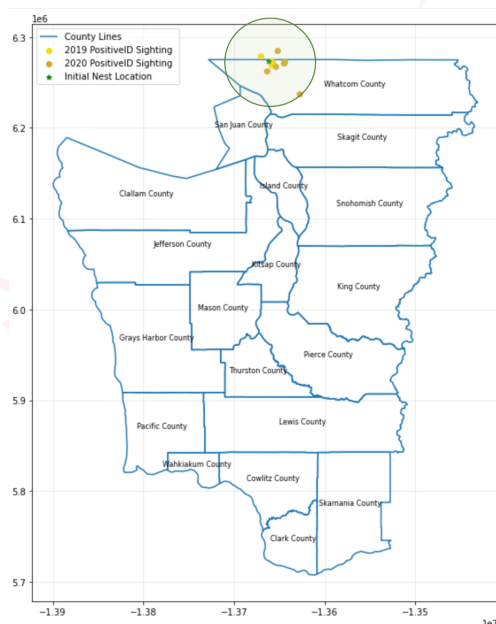 1e6
6.3
County Lines
2019 PositiveID Sighting
2020 PositiveID Sighting
Initial Nest Location
Whatcom County
6.2
San Juan County
Skagit County
Island County
6.1
Clallam County
Snohomish County
Jefferson County
Kitsap County
King County
6.0
Mason County
Grays Harbor County
Pierce County
Thurston County
5.9
Lewis County
Pacific County
Wahkiakum County
5.8
Cowlitz County
Skamania County
Clark County
5.7
−1.39 −1.38 −1.37 −1.36 −1.35